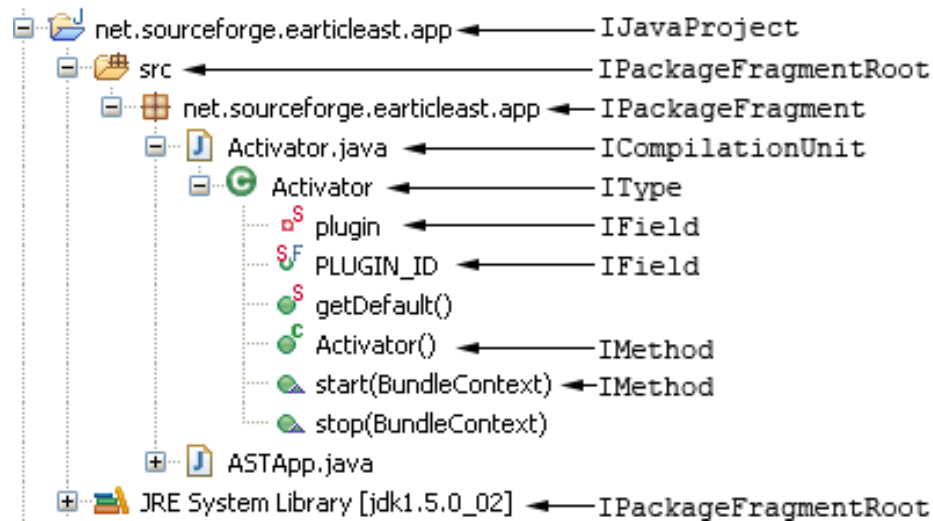 net.sourceforge.earticleast.app IJavaProject
src IPackageFragmentRoot
net.sourceforge.earticleast.app IPackageFragment
J Activator.java ICompilationUnit
C Activator IType
S plugin IField
S F PLUGIN_ID IField
S getDefault()
C Activator() IMethod
start(BundleContext) IMethod
stop(BundleContext)
J ASTApp.java
JRE System Library [jdk1.5.0_02] IPackageFragmentRoot